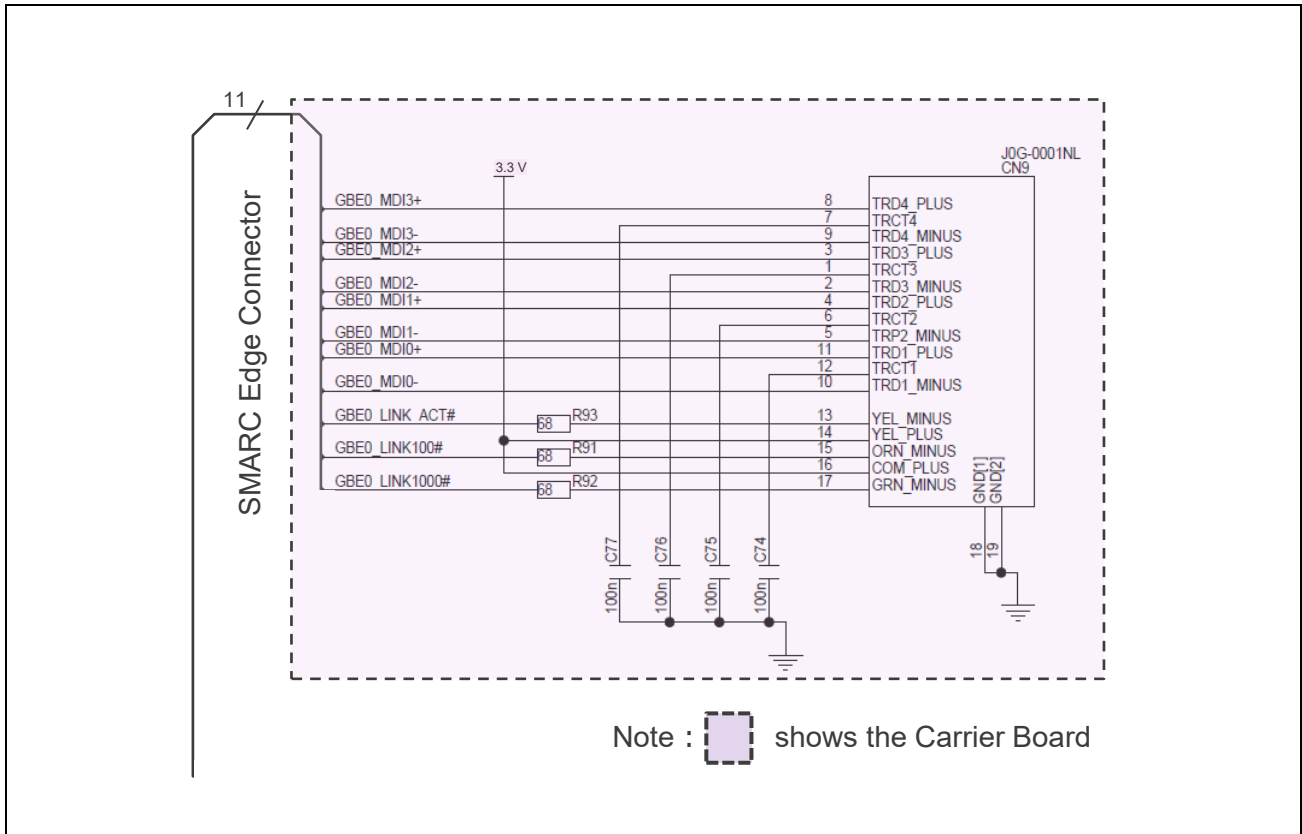 11
J0G-0001NL
CN9
3.3 V
SMARC Edge Connector
GBE0_MDI3+ 8 TRD4_PLUS
7 TRCT4
GBE0_MDI3- 9 TRD4_MINUS
GBE0_MDI2+ 3 TRD3_PLUS
1 TRCT3
GBE0_MDI2- 2 TRD3_MINUS
GBE0_MDI1+ 4 TRD2_PLUS
6 TRCT2
GBE0_MDI1- 5 TRP2_MINUS
GBE0_MDI0+ 11 TRD1_PLUS
12 TRCT1
GBE0_MDI0- 10 TRD1_MINUS
GBE0_LINK_ACT# 68 R93 13 YEL_MINUS
14 YEL_PLUS
GBE0_LINK100# 68 R91 15 ORN_MINUS
16 COM_PLUS
GBE0_LINK1000# 68 R92 17 GRN_MINUS
GND[1]
GND[2]
18
19
C77 C76 C75 C74
100n 100n 100n 100n
Note : shows the Carrier Board